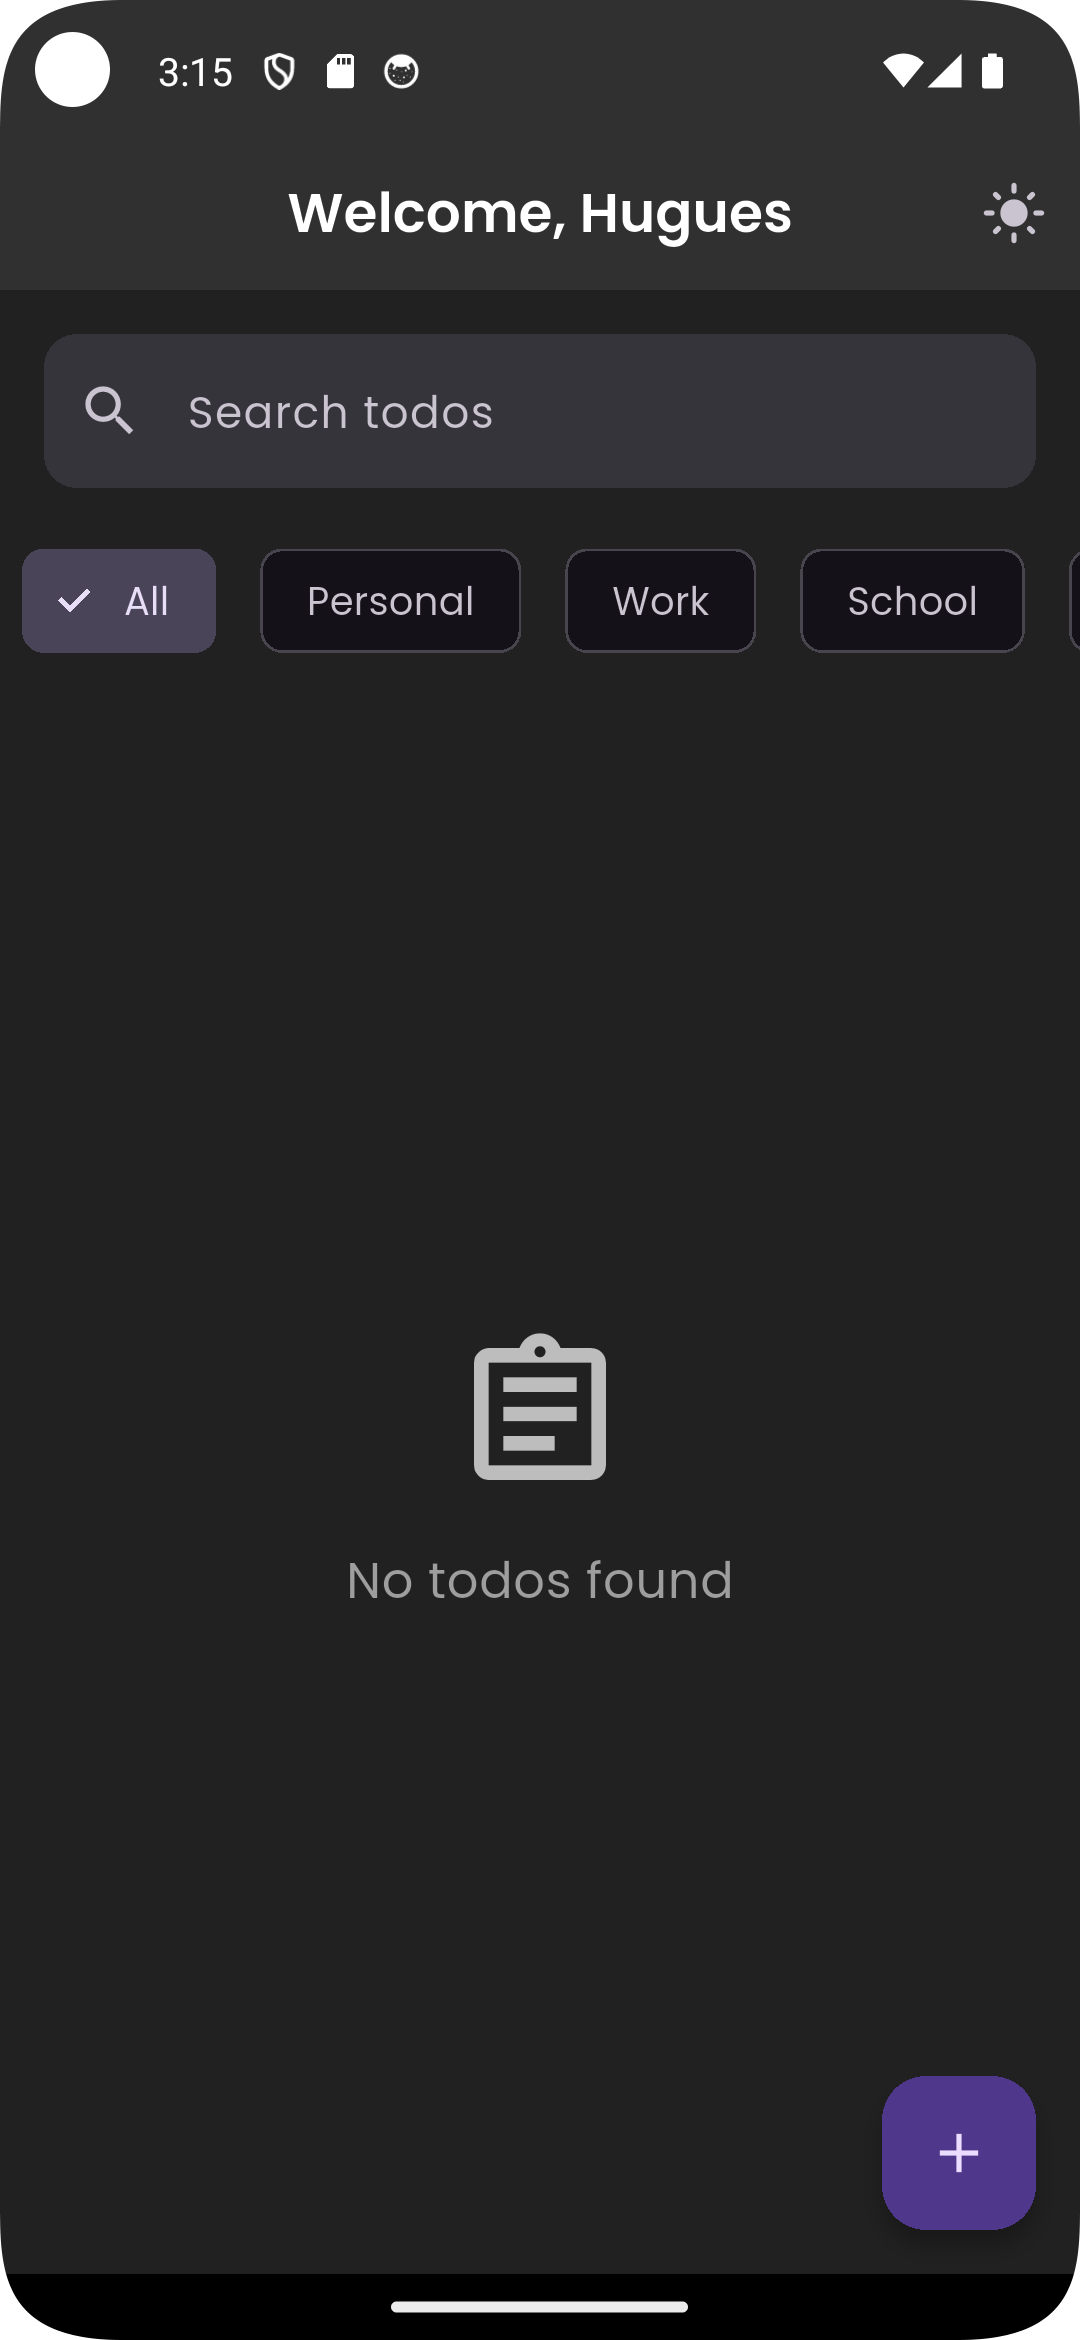 3:15
Welcome, Hugues
Search todos
All
Personal
Work
School
No todos found